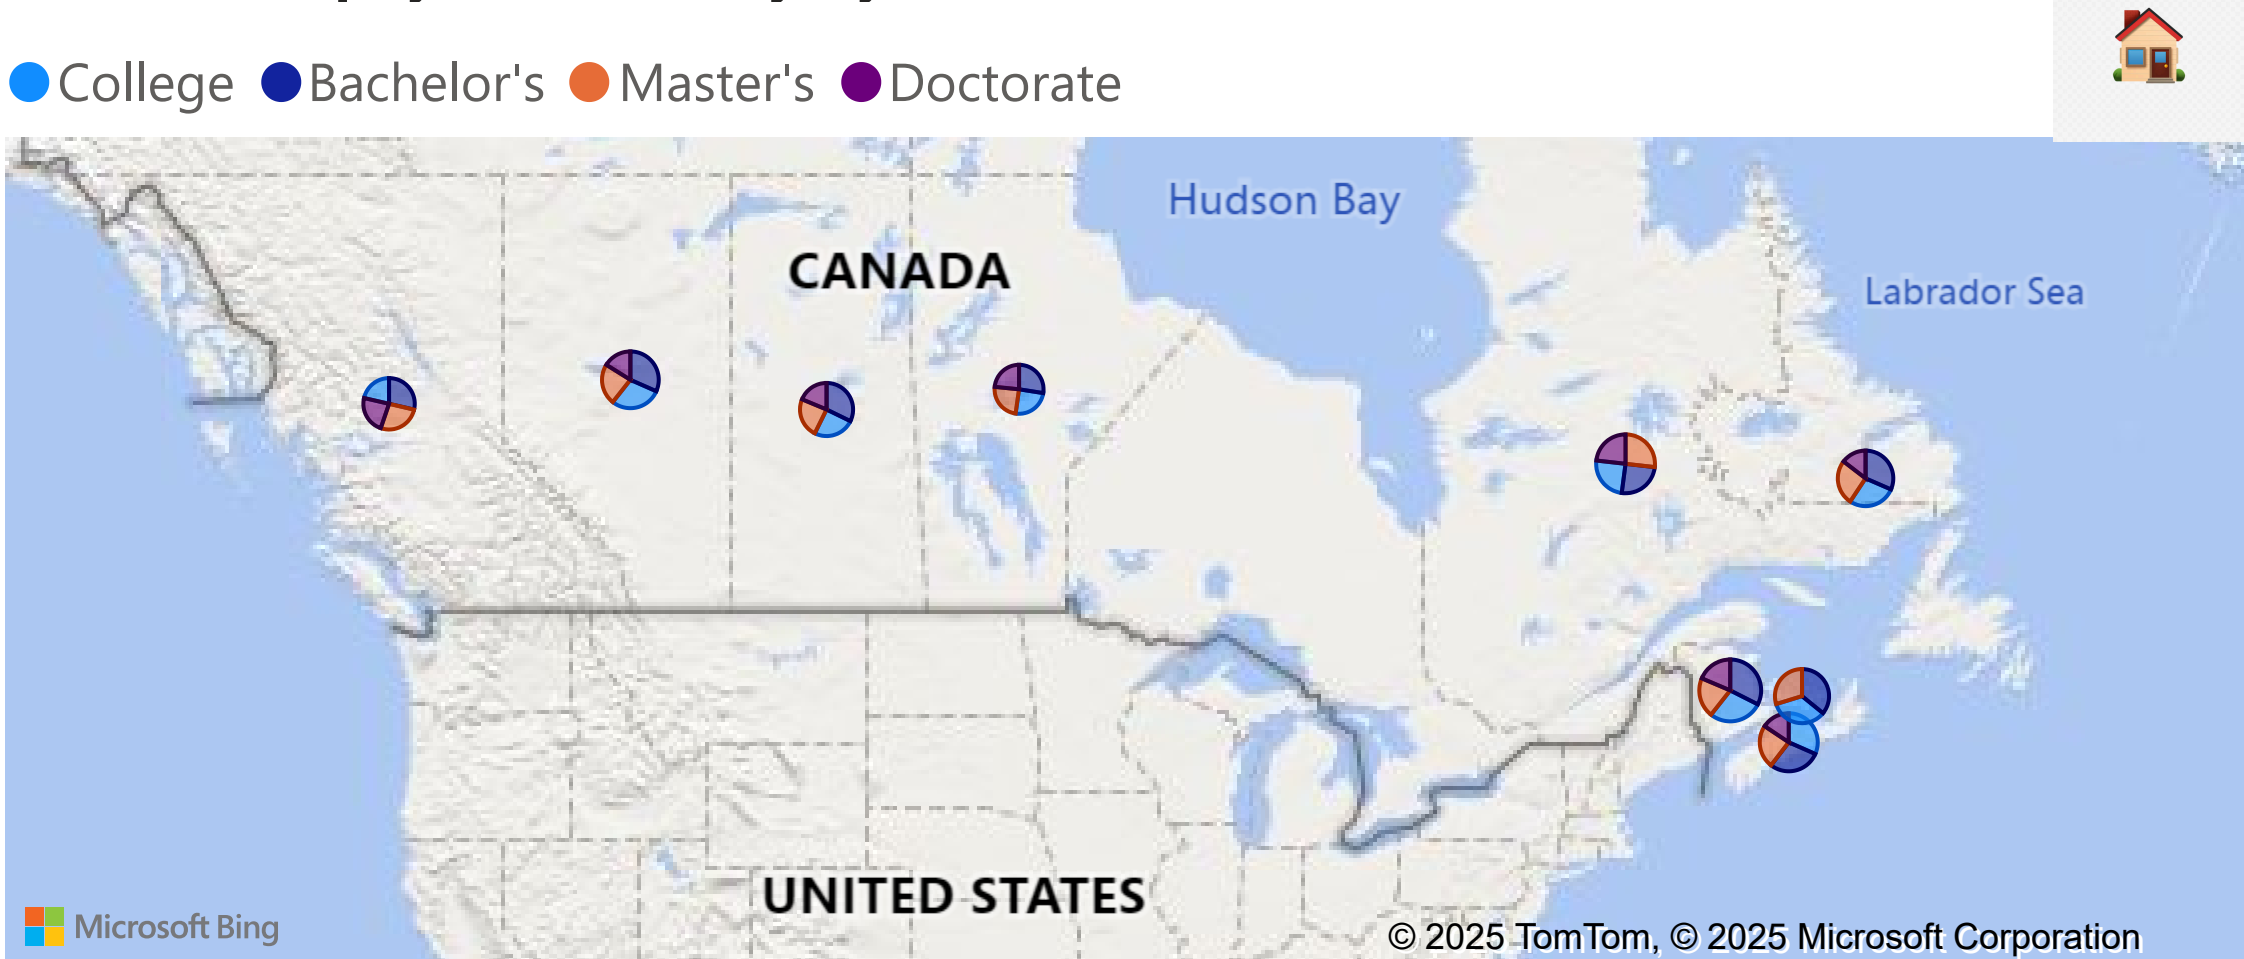 College Bachelor's Master's Doctorate
Hudson Bay
CANADA
Labrador Sea
UNITED STATES
Microsoft Bing
© 2025 TomTom, © 2025 Microsoft Corporation